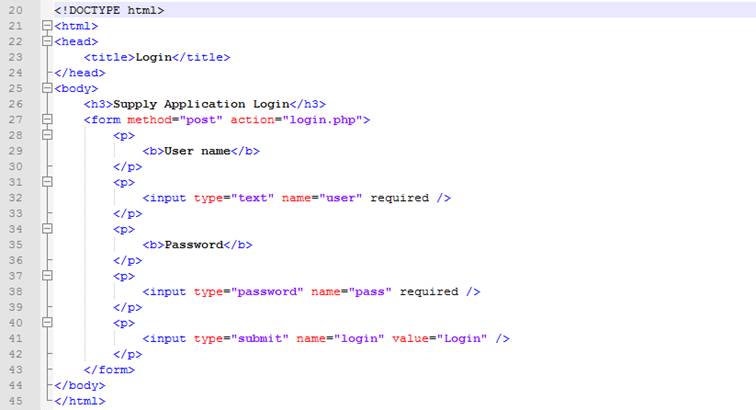 20 <!DOCTYPE html>
21 <html>
22 <head>
23     <title>Login</title>
24 </head>
25 <body>
26     <h3>Supply Application Login</h3>
27     <form method="post" action="login.php">
28         <p>
29             <b>User name</b>
30         </p>
31         <p>
32             <input type="text" name="user" required />
33         </p>
34         <p>
35             <b>Password</b>
36         </p>
37         <p>
38             <input type="password" name="pass" required />
39         </p>
40         <p>
41             <input type="submit" name="login" value="Login" />
42         </p>
43     </form>
44 </body>
45 </html>